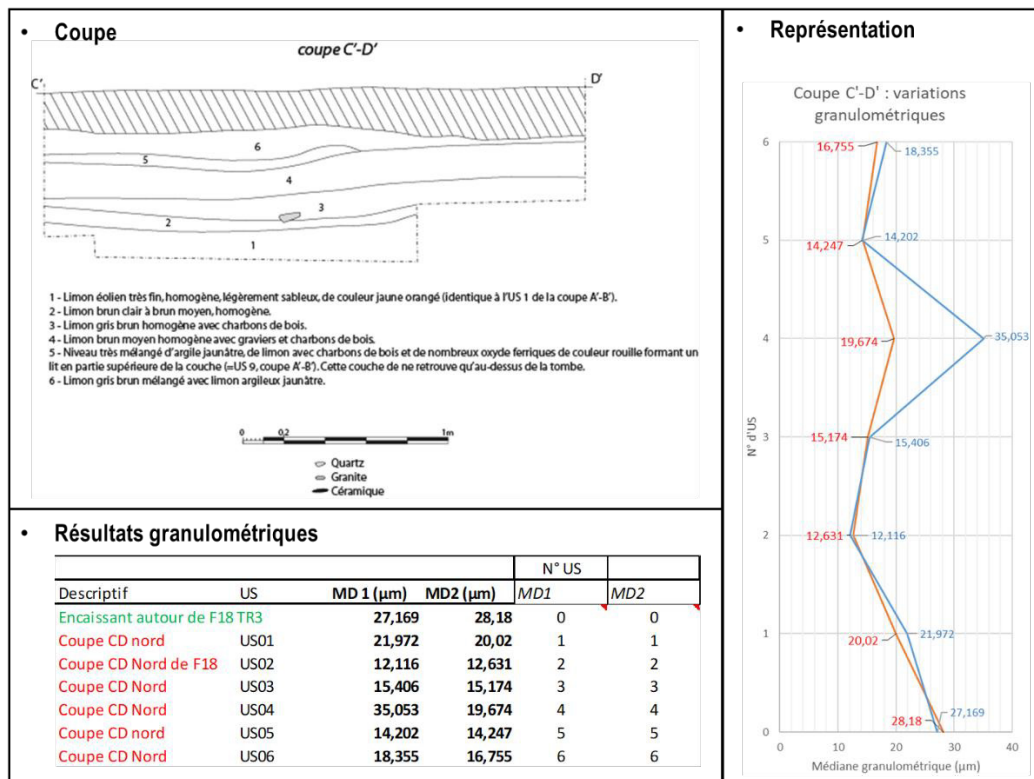 • Coupe
coupe C'-D'
C'
D'
6
5
4
3
2
1
1 - Limon éolien très fin, homogène, légèrement sableux, de couleur jaune orangé (identique à l'US 1 de la coupe A'-B').
2 - Limon brun clair à brun moyen, homogène.
3 - Limon gris brun homogène avec charbons de bois.
4 - Limon brun moyen homogène avec graviers et charbons de bois.
5 - Niveau très mélangé d'argile jaunâtre, de limon avec charbons de bois et de nombreux oxyde ferriques de couleur rouille formant un
lit en partie supérieure de la couche (=US 9, coupe A'-B'). Cette couche de ne retrouve qu'au-dessus de la tombe.
6 - Limon gris brun mélangé avec limon argileux jaunâtre.
0 0,2 1m
Quartz
Granite
Céramique
• Résultats granulométriques
N° US
Descriptif US MD 1 (µm) MD2 (µm) MD1 MD2
Encaissant autour de F18 TR3 27,169 28,18 0 0
Coupe CD nord US01 21,972 20,02 1 1
Coupe CD Nord de F18 US02 12,116 12,631 2 2
Coupe CD Nord US03 15,406 15,174 3 3
Coupe CD Nord US04 35,053 19,674 4 4
Coupe CD nord US05 14,202 14,247 5 5
Coupe CD Nord US06 18,355 16,755 6 6
• Représentation
Coupe C'-D' : variations
granulométriques
6
16,755
18,355
5
14,247
14,202
4
19,674
35,053
N° d'US
3
15,174
15,406
2
12,631
12,116
1
20,02
21,972
0
28,18
27,169
0 10 20 30 40
Médiane granulométrique (µm)